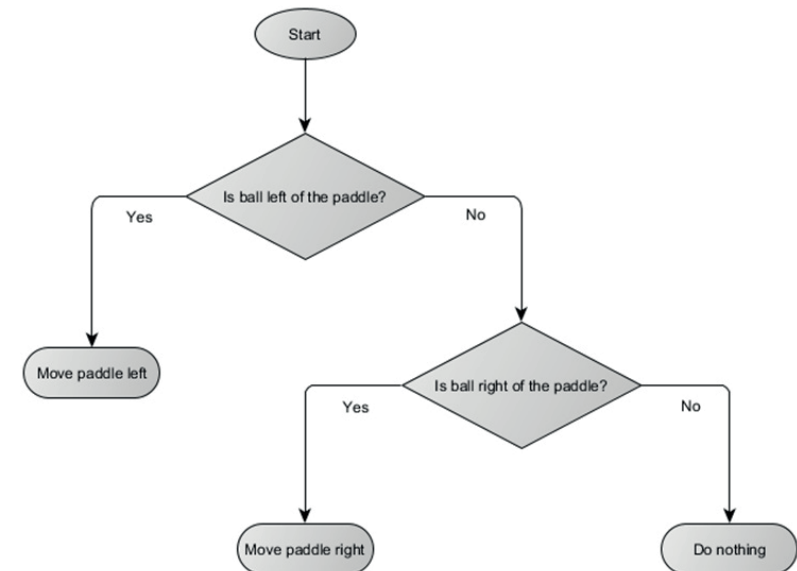 Start
Is ball left of the paddle?
Yes
No
Move paddle left
Is ball right of the paddle?
Yes
No
Move paddle right
Do nothing